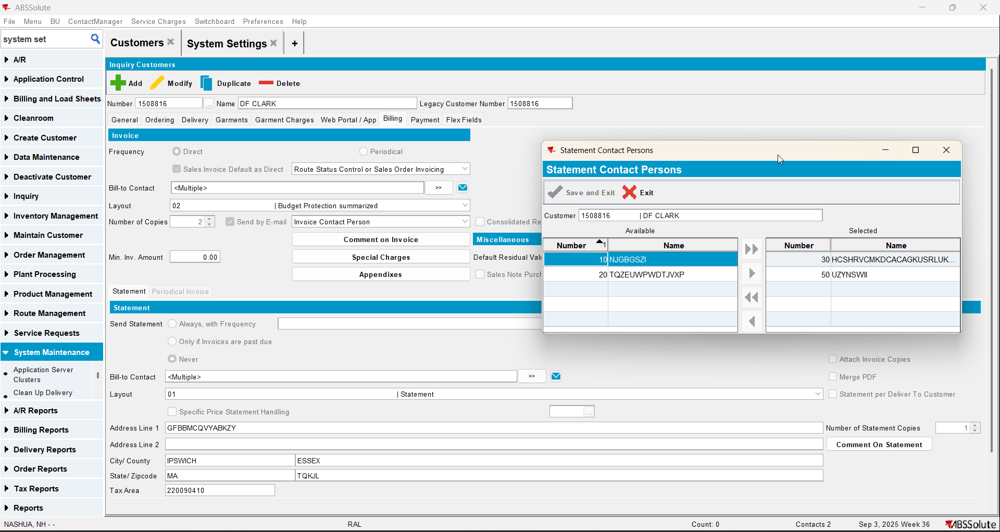 ABSSolute
File Menu BU ContactManager Service Charges Switchboard Preferences Help
system set
Customers
System Settings
+
A/R
Application Control
Billing and Load Sheets
Cleanroom
Create Customer
Data Maintenance
Deactivate Customer
Inquiry
Inventory Management
Maintain Customer
Order Management
Plant Processing
Product Management
Route Management
Service Requests
System Maintenance
Application Server
Clusters
Clean Up Delivery
A/R Reports
Billing Reports
Delivery Reports
Order Reports
Tax Reports
Reports
Inquiry Customers
Add Modify Duplicate Delete
Number 1508816 ... Name DF CLARK Legacy Customer Number 1508816
General Ordering Delivery Garments Garment Charges Web Portal / App Billing Payment Flex Fields
Invoice
Frequency Direct Periodical
Sales Invoice Default as Direct Route Status Control or Sales Order Invoicing
Bill-to Contact <Multiple> >>
Layout 02 | Budget Protection summarized
Number of Copies 2 Send by E-mail Invoice Contact Person Consolidated Re
Comment on Invoice Miscellaneous
Min. Inv. Amount 0.00 Special Charges Default Residual Valu
Appendixes Sales Note Purch
Statement Periodical Invoice
Statement
Send Statement Always, with Frequency
Only if Invoices are past due
Never Attach Invoice Copies
Bill-to Contact <Multiple> >> Merge PDF
Layout 01 | Statement Statement per Deliver To Customer
Specific Price Statement Handling ...
Address Line 1 GFBBMCQVYABKZY Number of Statement Copies 1
Address Line 2 Comment On Statement
City/ County IPSWICH ESSEX
State/ Zipcode MA TQKJL
Tax Area 220090410
Statement Contact Persons
Statement Contact Persons
Save and Exit Exit
Customer 1508816 | DF CLARK
Available Selected
Number 1 Name Number Name
10 NJGBGSZI 30 HCSHRVCMKDCACAGKUSRLUK...
20 TQZEUWPWDTJVXP 50 UZYNSWII
NASHUA, NH - - RAL Count: 0 Contacts 2 Sep 3, 2025 Week 36 ABSSolute